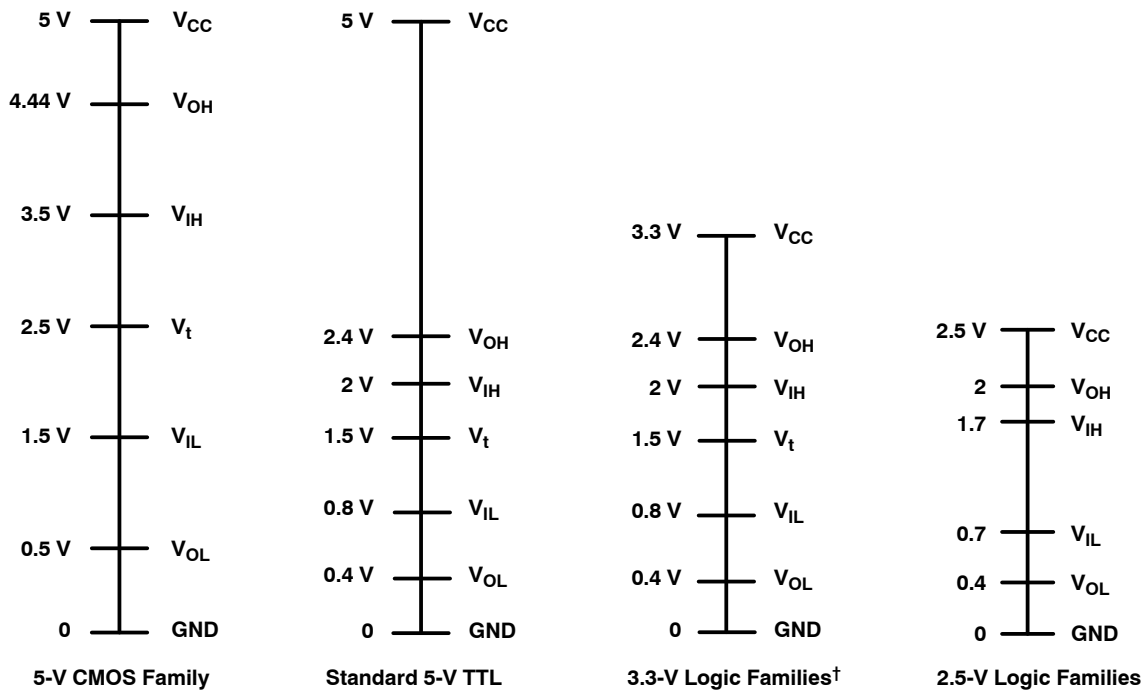 5 V VCC
4.44 V VOH
3.5 V VIH
2.5 V Vt
1.5 V VIL
0.5 V VOL
0 GND
5-V CMOS Family
5 V VCC
2.4 V VOH
2 V VIH
1.5 V Vt
0.8 V VIL
0.4 V VOL
0 GND
Standard 5-V TTL
3.3 V VCC
2.4 V VOH
2 V VIH
1.5 V Vt
0.8 V VIL
0.4 V VOL
0 GND
3.3-V Logic Families†
2.5 V VCC
2 VOH
1.7 VIH
0.7 VIL
0.4 VOL
0 GND
2.5-V Logic Families